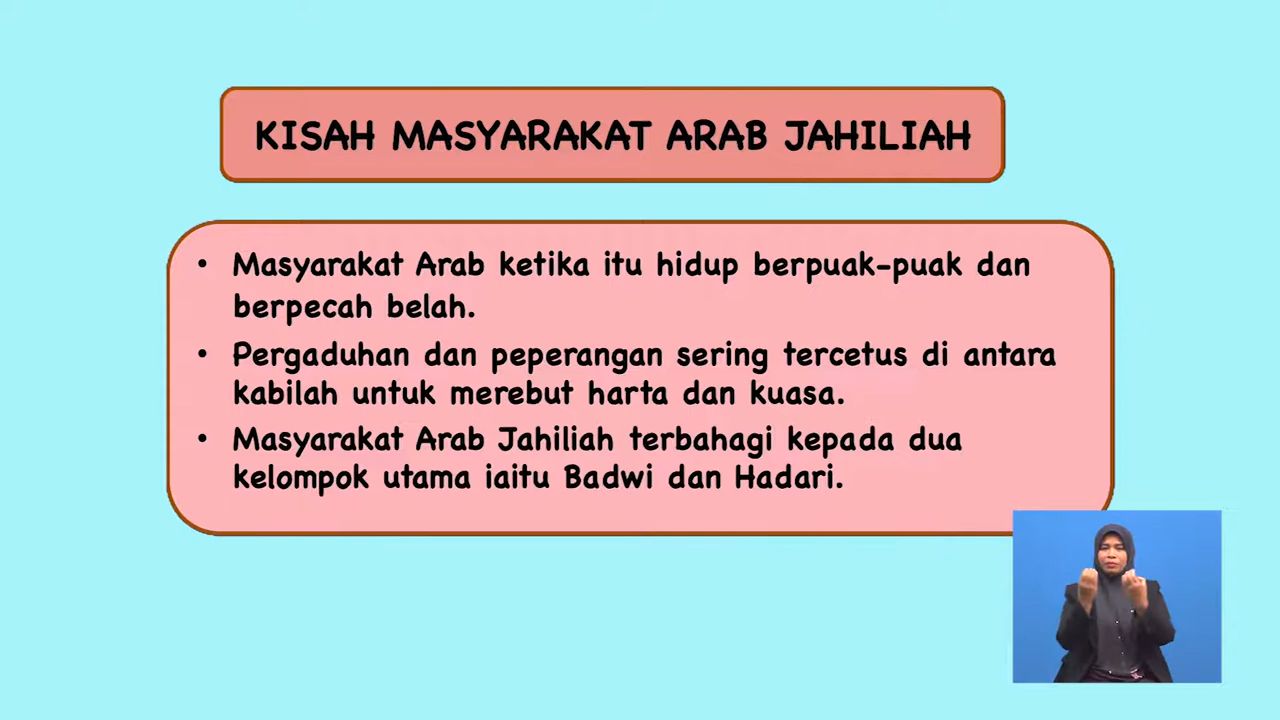 KISAH MASYARAKAT ARAB JAHILIAH
• Masyarakat Arab ketika itu hidup berpuak-puak dan
berpecah belah.
• Pergaduhan dan peperangan sering tercetus di antara
kabilah untuk merebut harta dan kuasa.
• Masyarakat Arab Jahiliah terbahagi kepada dua
kelompok utama iaitu Badwi dan Hadari.